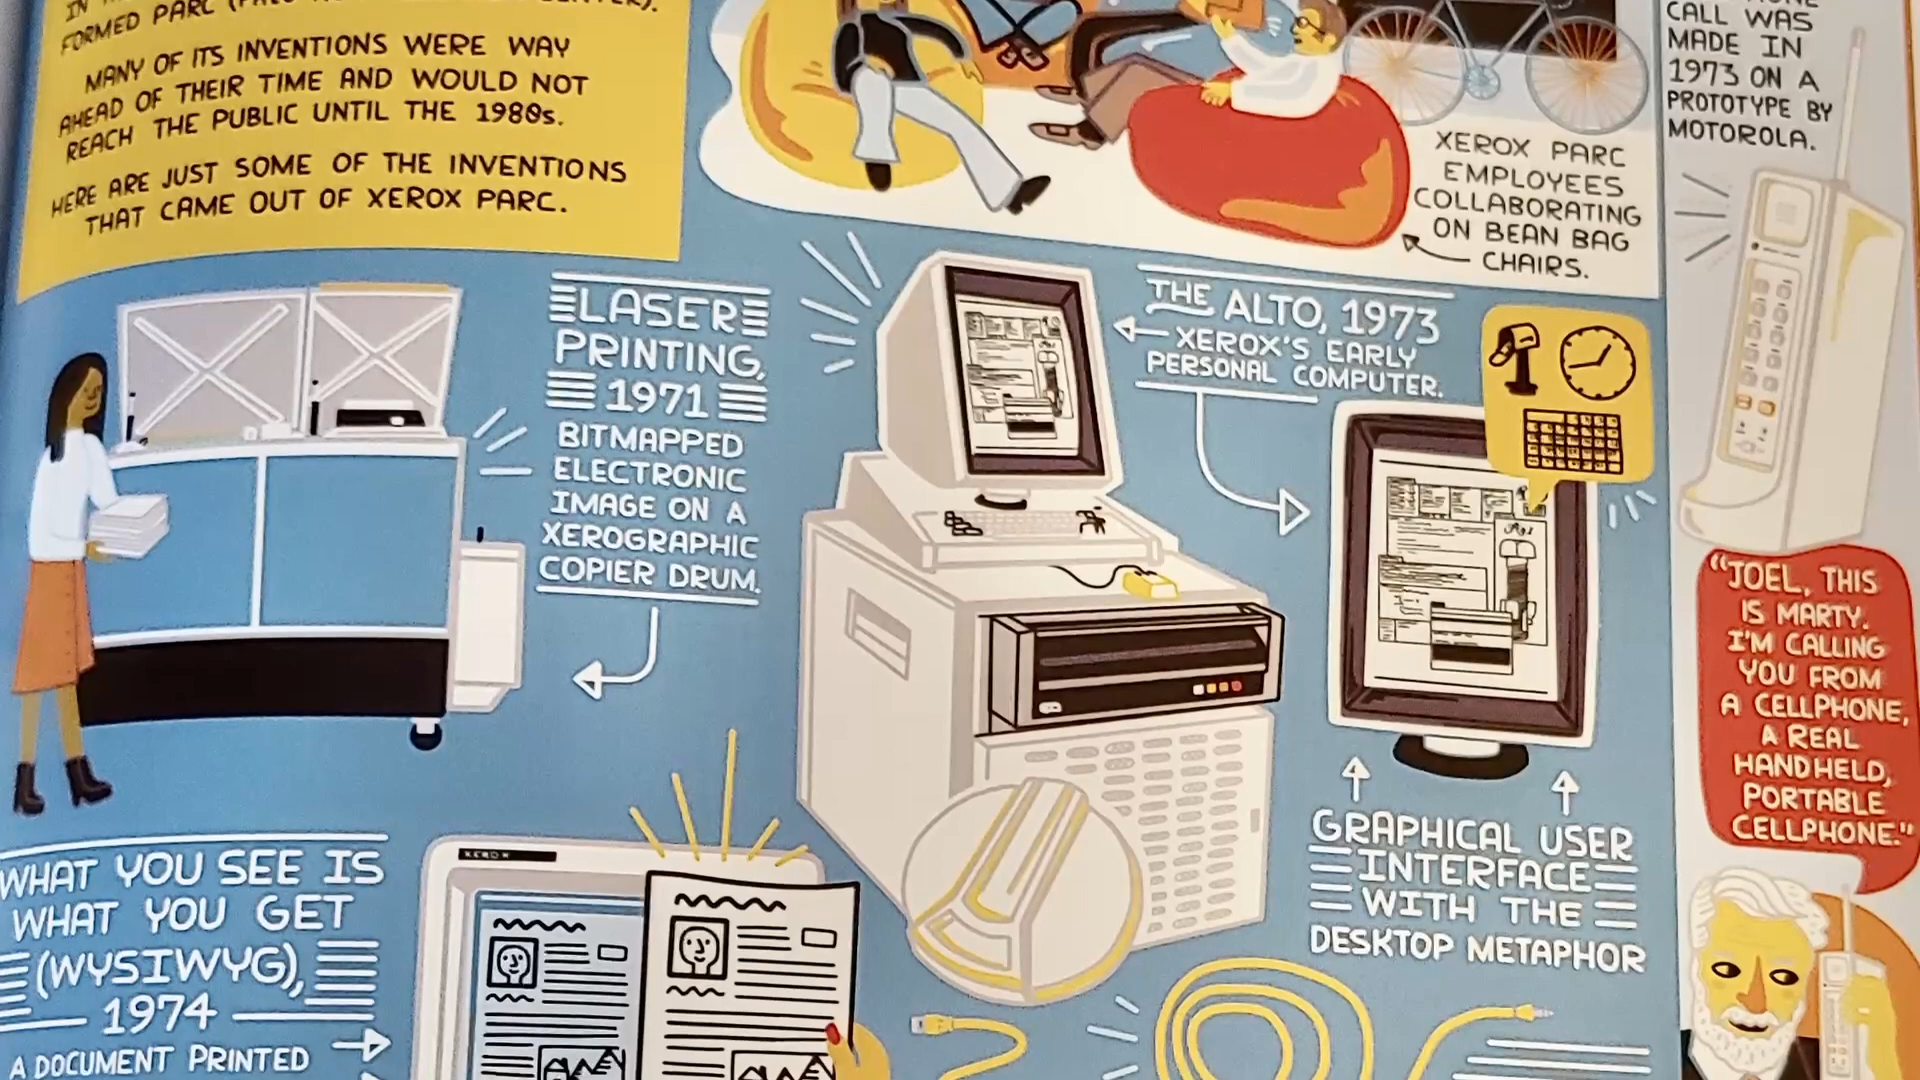 FORMED PARC
MANY OF ITS INVENTIONS WERE WAY
AHEAD OF THEIR TIME AND WOULD NOT
REACH THE PUBLIC UNTIL THE 1980s.
HERE ARE JUST SOME OF THE INVENTIONS
THAT CAME OUT OF XEROX PARC.
XEROX PARC
EMPLOYEES
COLLABORATING
ON BEAN BAG
CHAIRS.
CALL WAS
MADE IN
1973 ON A
PROTOTYPE BY
MOTOROLA.
LASER
PRINTING,
1971
BITMAPPED
ELECTRONIC
IMAGE ON A
XEROGRAPHIC
COPIER DRUM.
THE ALTO, 1973
XEROX'S EARLY
PERSONAL COMPUTER.
GRAPHICAL USER
INTERFACE
WITH THE
DESKTOP METAPHOR
"JOEL, THIS
IS MARTY.
I'M CALLING
YOU FROM
A CELLPHONE,
A REAL
HANDHELD,
PORTABLE
CELLPHONE."
WHAT YOU SEE IS
WHAT YOU GET
(WYSIWYG),
1974
A DOCUMENT PRINTED
XEROX